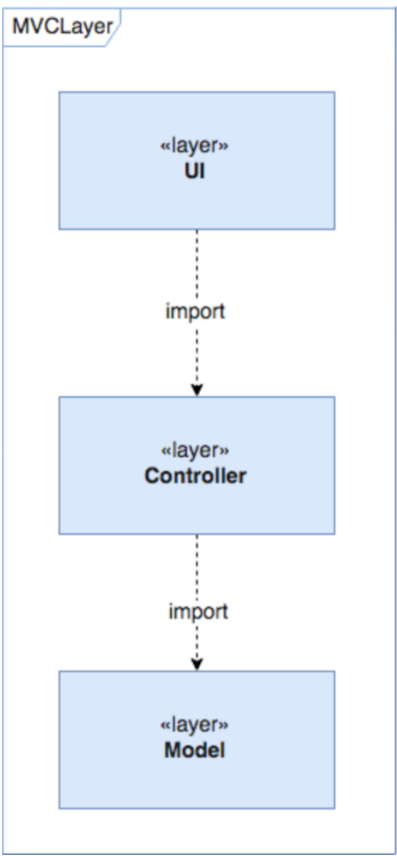 MVCLayer
«layer»
UI
import
«layer»
Controller
import
«layer»
Model